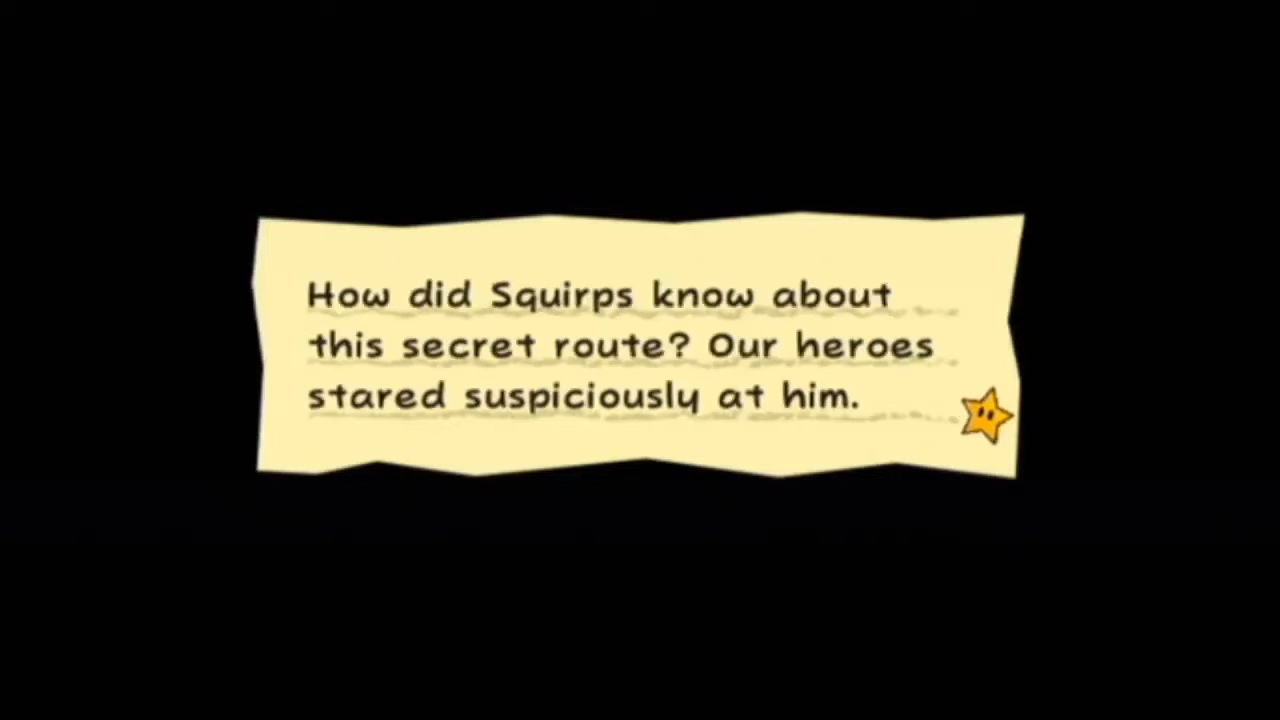 How did Squirps know about
this secret route? Our heroes
stared suspiciously at him.